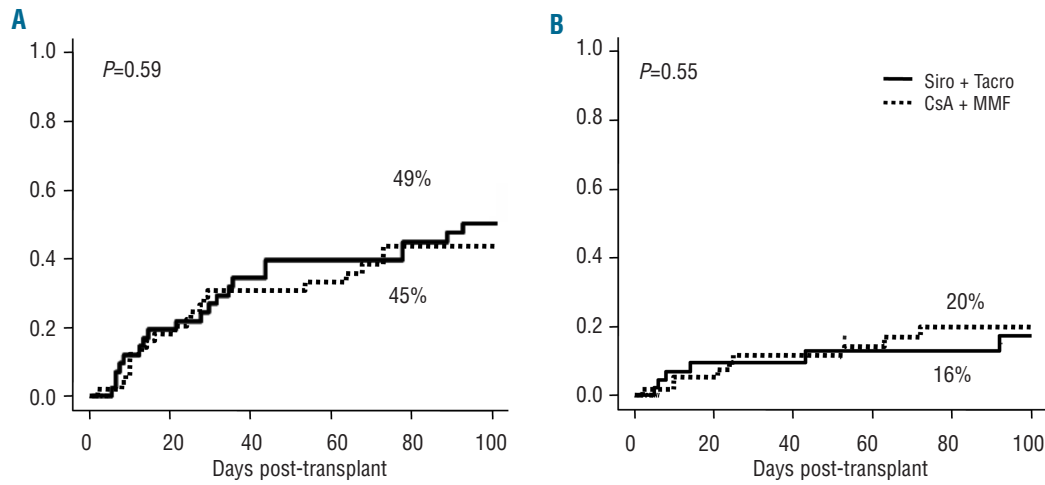 A
1.0
0.8
0.6
0.4
0.2
0.0
P=0.59
49%
45%
0 20 40 60 80 100
Days post-transplant
B
1.0
0.8
0.6
0.4
0.2
0.0
P=0.55
Siro + Tacro
CsA + MMF
20%
16%
0 20 40 60 80 100
Days post-transplant